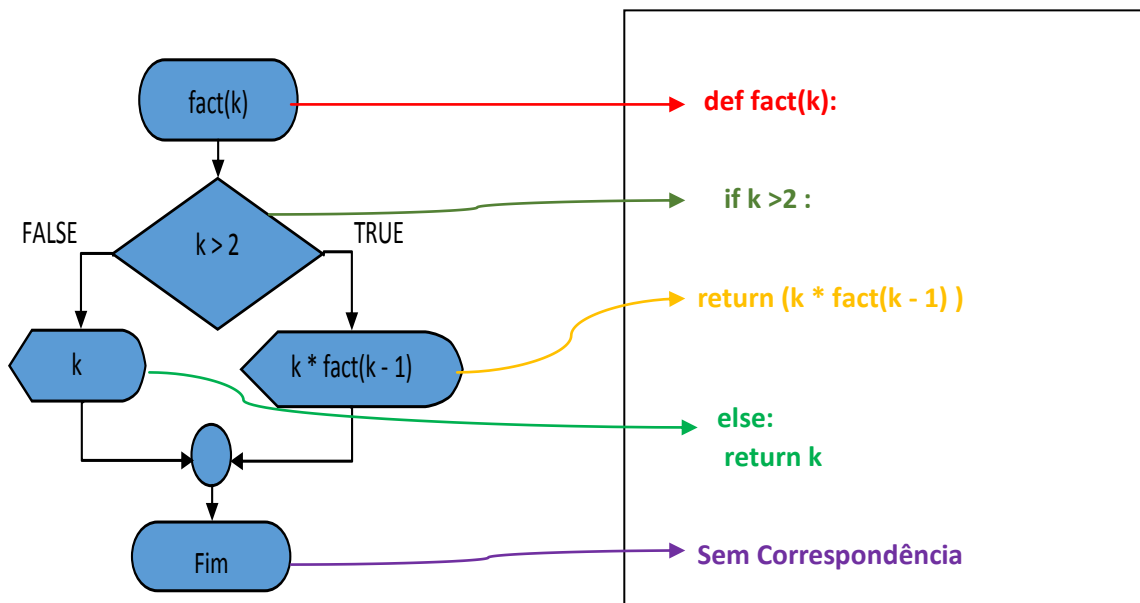 fact(k)
def fact(k):
if k >2 :
FALSE
TRUE
k > 2
return (k * fact(k - 1) )
k
k * fact(k - 1)
else:
return k
Fim
Sem Correspondência